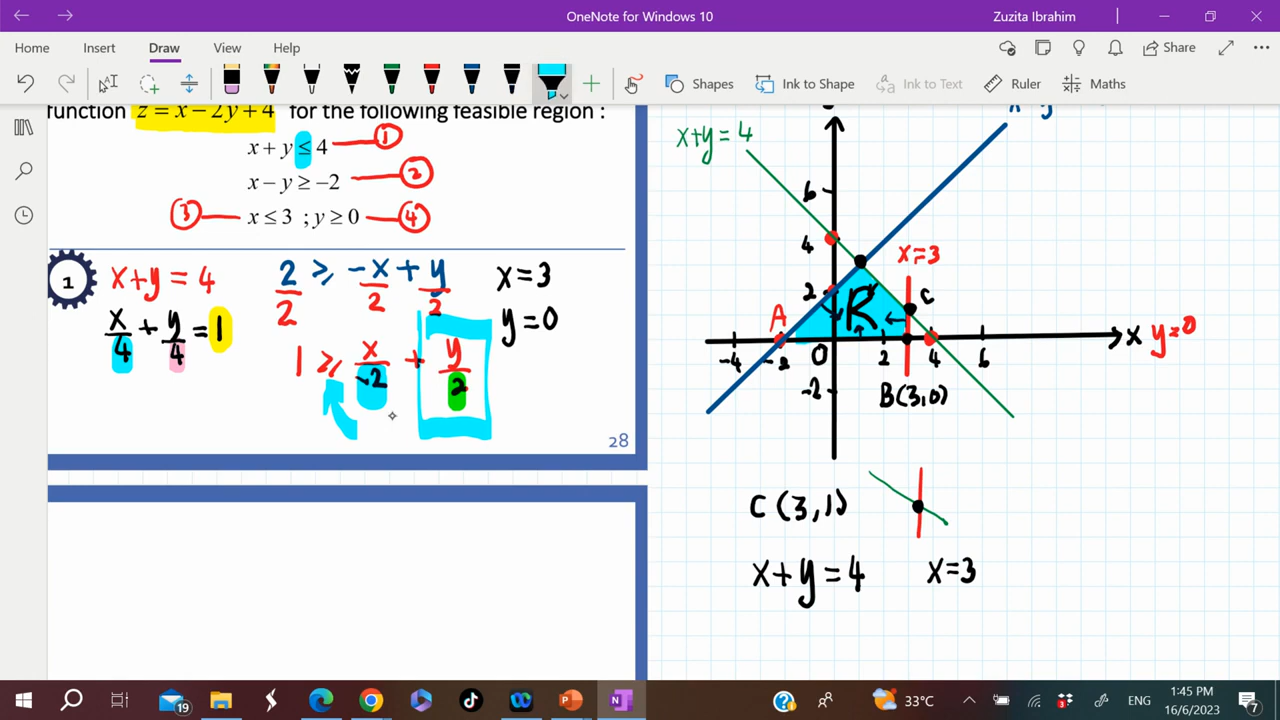 OneNote for Windows 10
Zuzita Ibrahim
Home Insert Draw View Help
Share
Shapes
Ink to Shape
Ink to Text
Ruler
Maths
function z = x − 2y + 4 for the following feasible region :
x + y ≤ 4 1
x − y ≥ −2 2
3 x ≤ 3 ; y ≥ 0 4
1
x+y = 4
x/4 + y/4 = 1
2/2 ≥ -x/2 + y/2
1 ≥ x/-2 + y/2
x=3
y=0
28
x+y = 4
6
4
2
x=3
C
A
R
-4 -2 0 2 4 6
x y=0
-2
B(3,0)
C(3,1)
x+y = 4 x=3
19
33°C
3
ENG
1:45 PM
16/6/2023
7